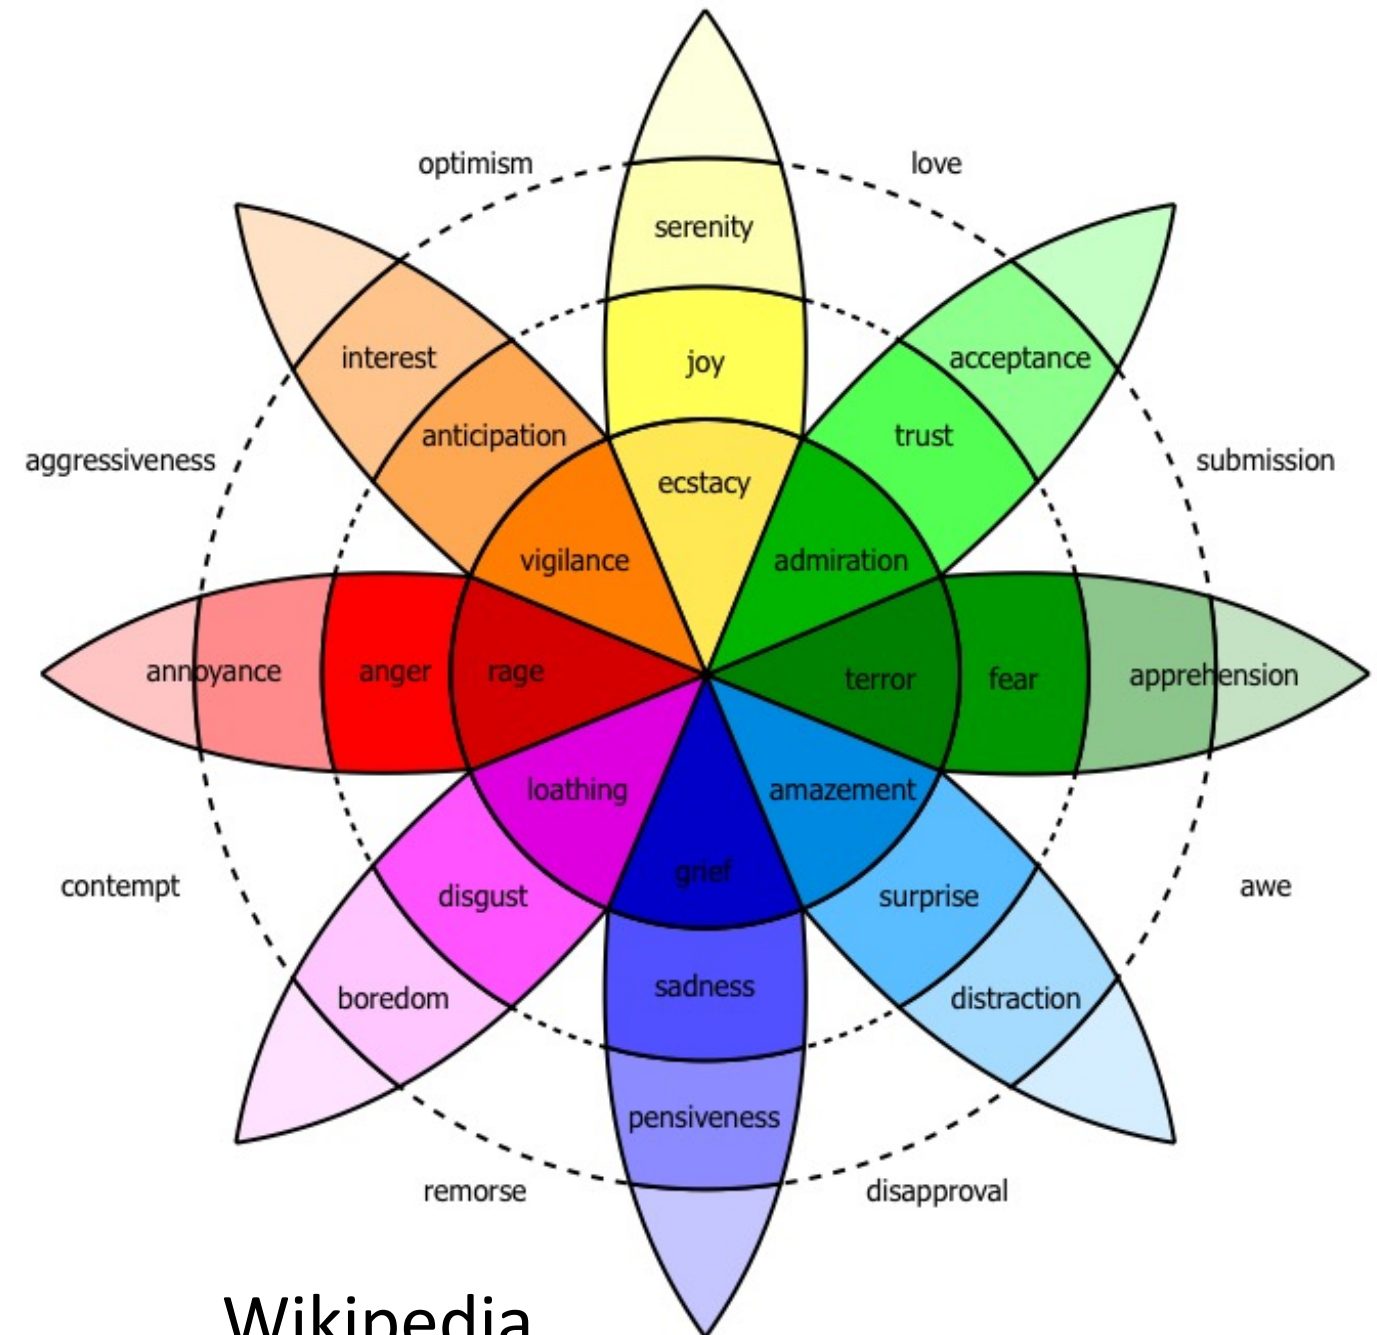 optimism
love
serenity
interest
joy
acceptance
anticipation
trust
aggressiveness
submission
ecstacy
vigilance
admiration
annoyance
anger
rage
terror
fear
apprehension
loathing
amazement
grief
contempt
awe
disgust
surprise
sadness
boredom
distraction
pensiveness
remorse
disapproval
Wikipedia